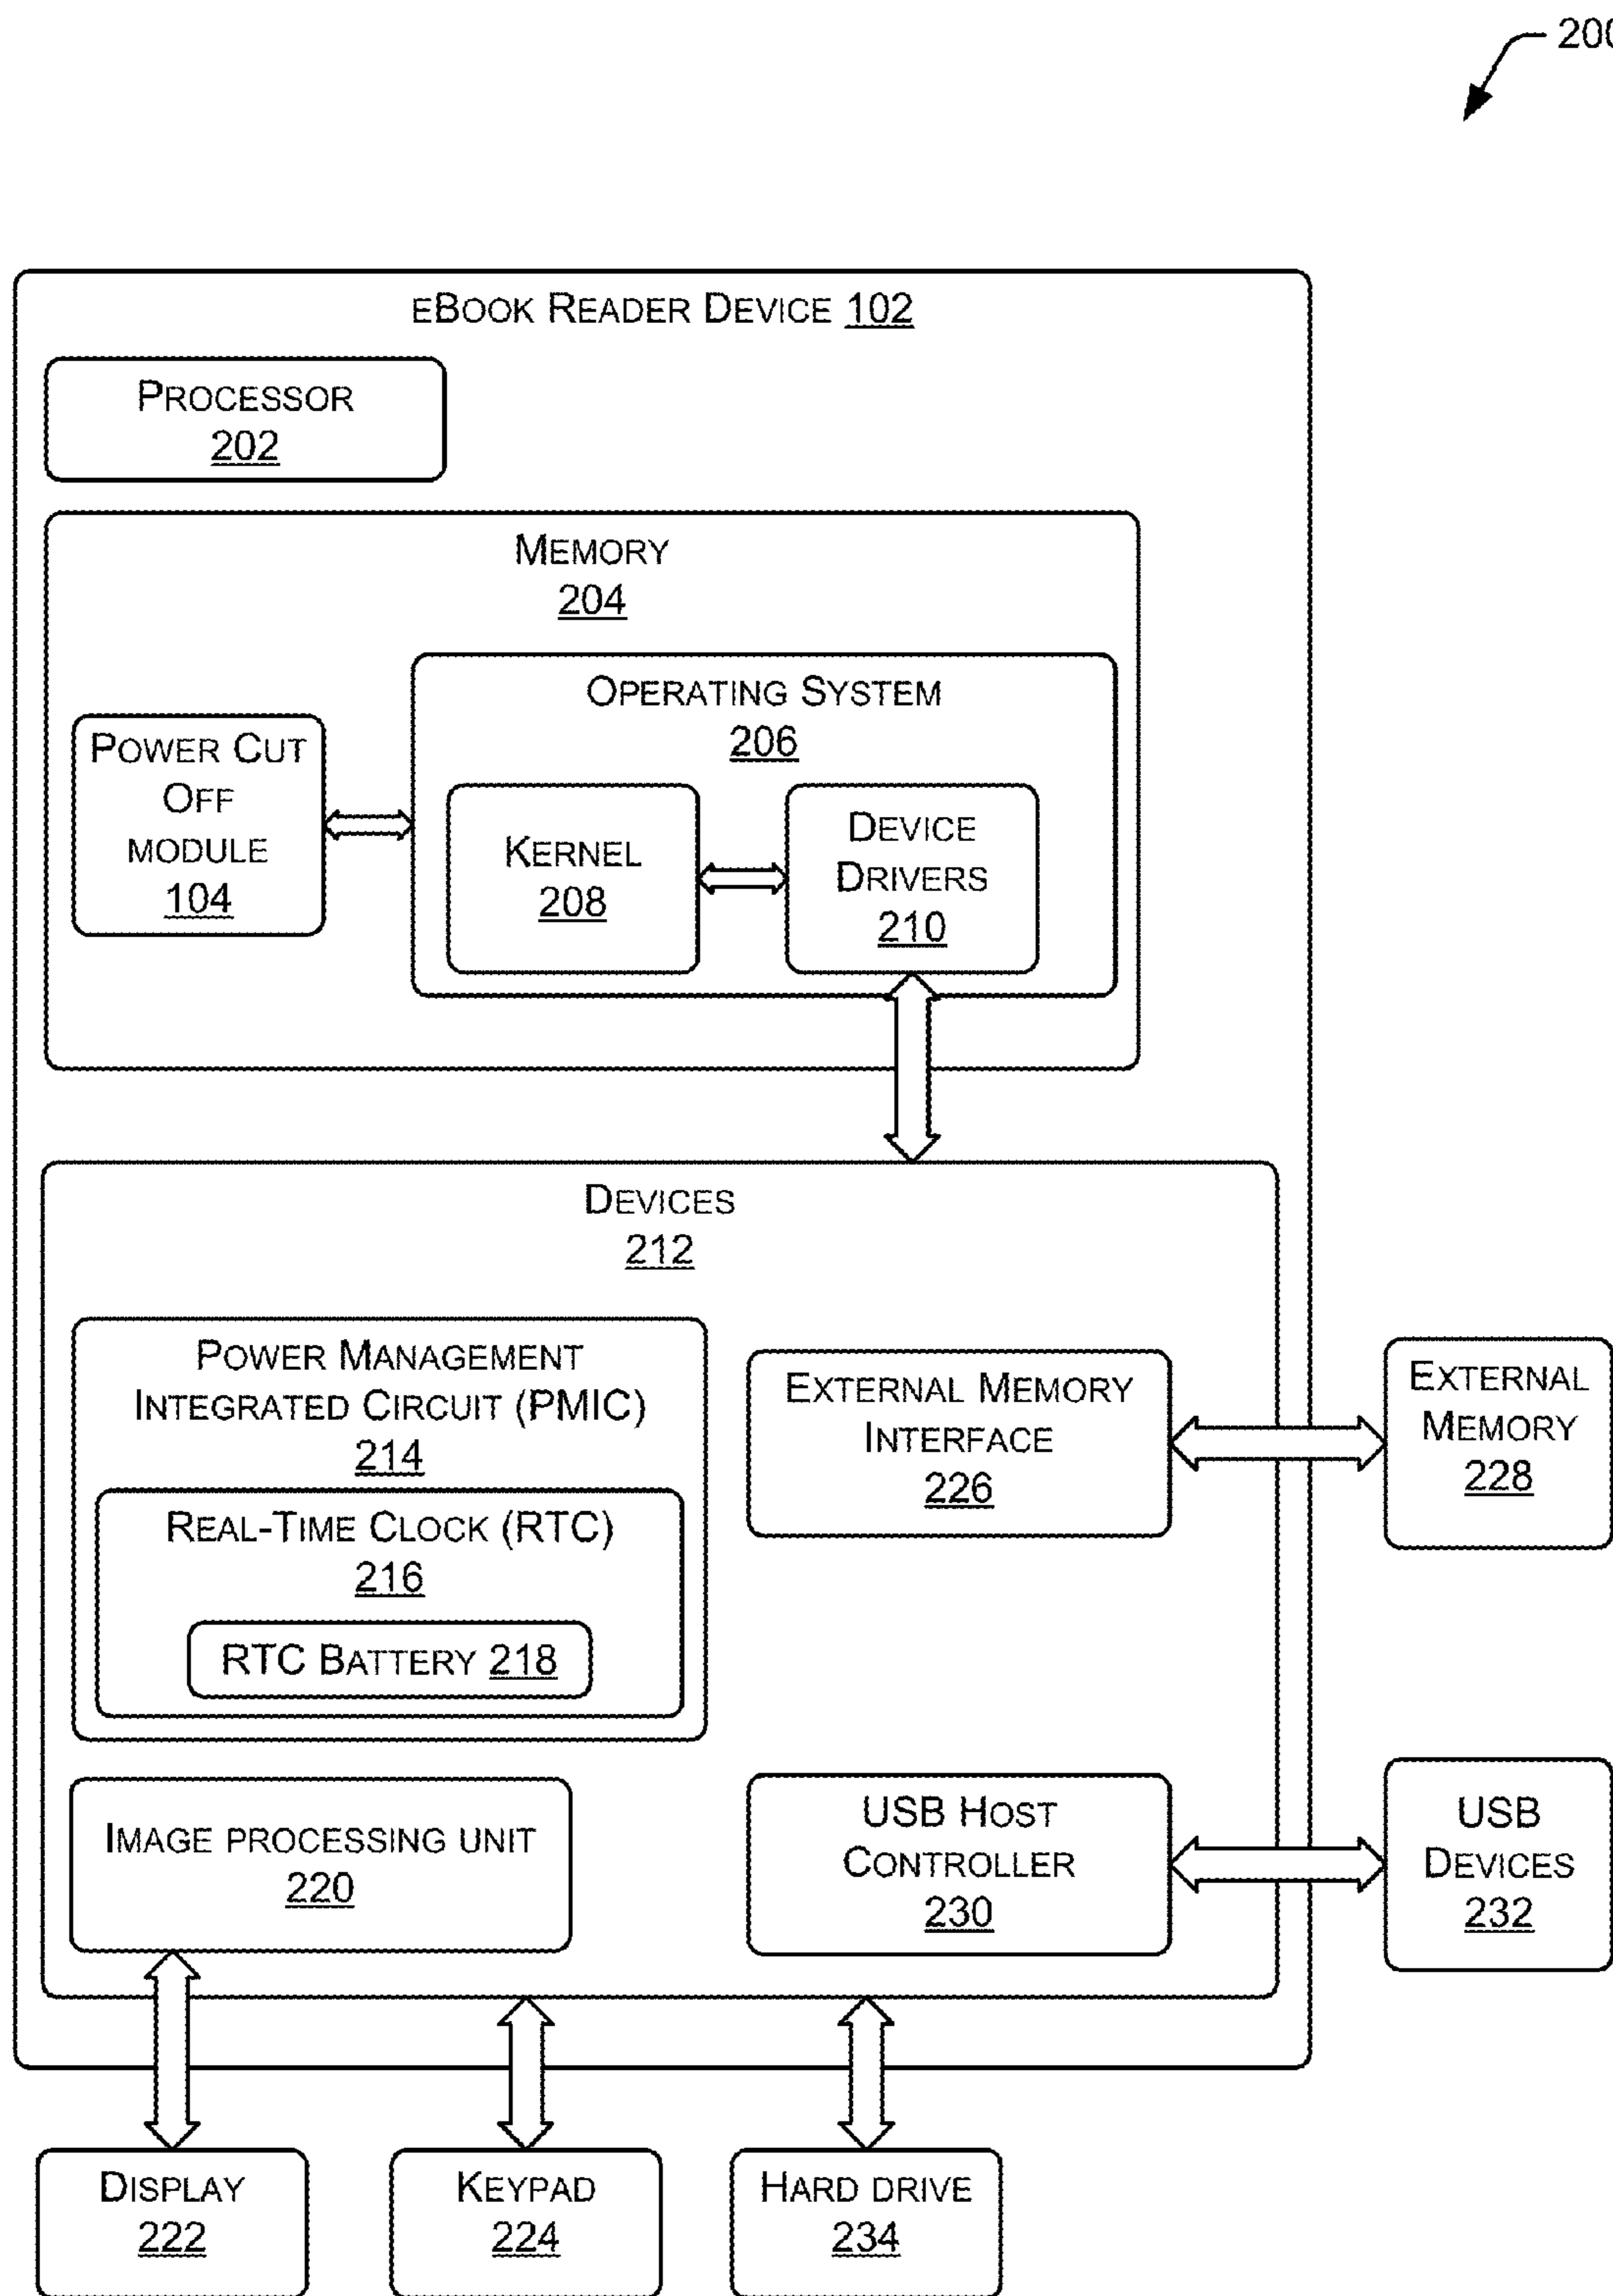 200
eBook Reader Device 102
Processor
202
Memory
204
Operating System
206
Power Cut
Off
module
104
Kernel
208
Device
Drivers
210
Devices
212
Power Management
Integrated Circuit (PMIC)
214
Real-Time Clock (RTC)
216
RTC Battery 218
External Memory
Interface
226
External
Memory
228
Image processing unit
220
USB Host
Controller
230
USB
Devices
232
Display
222
Keypad
224
Hard drive
234